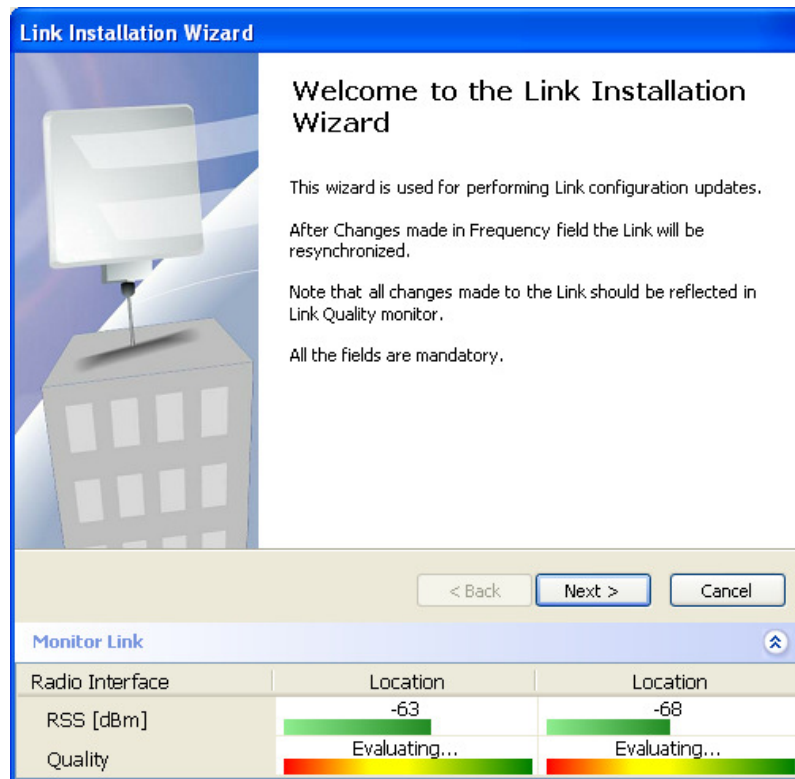 Link Installation Wizard
Welcome to the Link Installation
Wizard
This wizard is used for performing Link configuration updates.
After Changes made in Frequency field the Link will be
resynchronized.
Note that all changes made to the Link should be reflected in
Link Quality monitor.
All the fields are mandatory.
< Back Next > Cancel
Monitor Link
Radio Interface Location Location
RSS [dBm] -63 -68
Quality Evaluating... Evaluating...